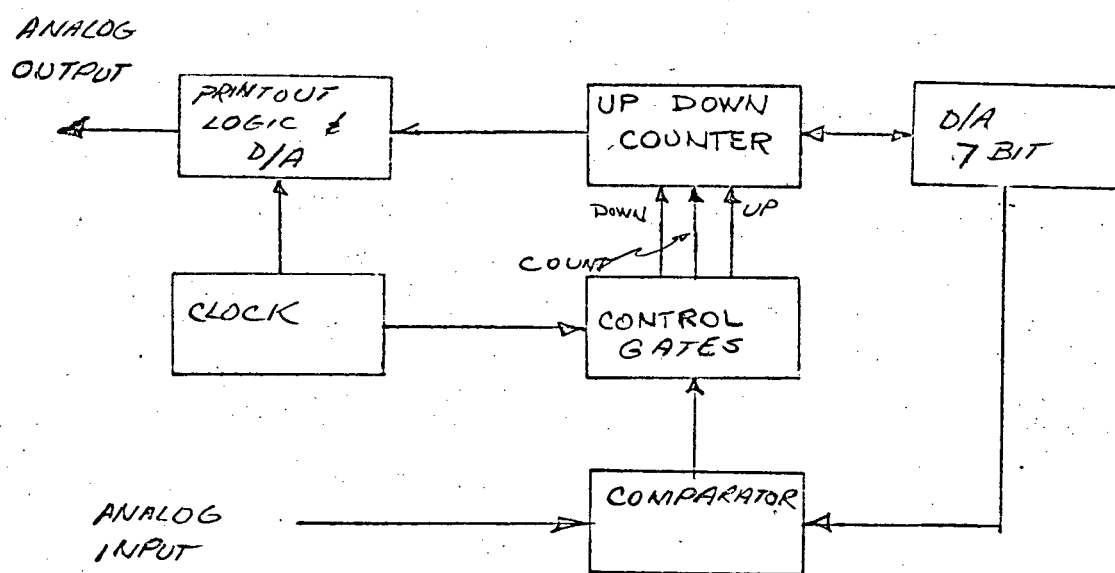 ANALOG
OUTPUT
PRINTOUT
LOGIC &
D/A
UP DOWN
COUNTER
D/A
7 BIT
DOWN
UP
COUNT
CLOCK
CONTROL
GATES
COMPARATOR
ANALOG
INPUT